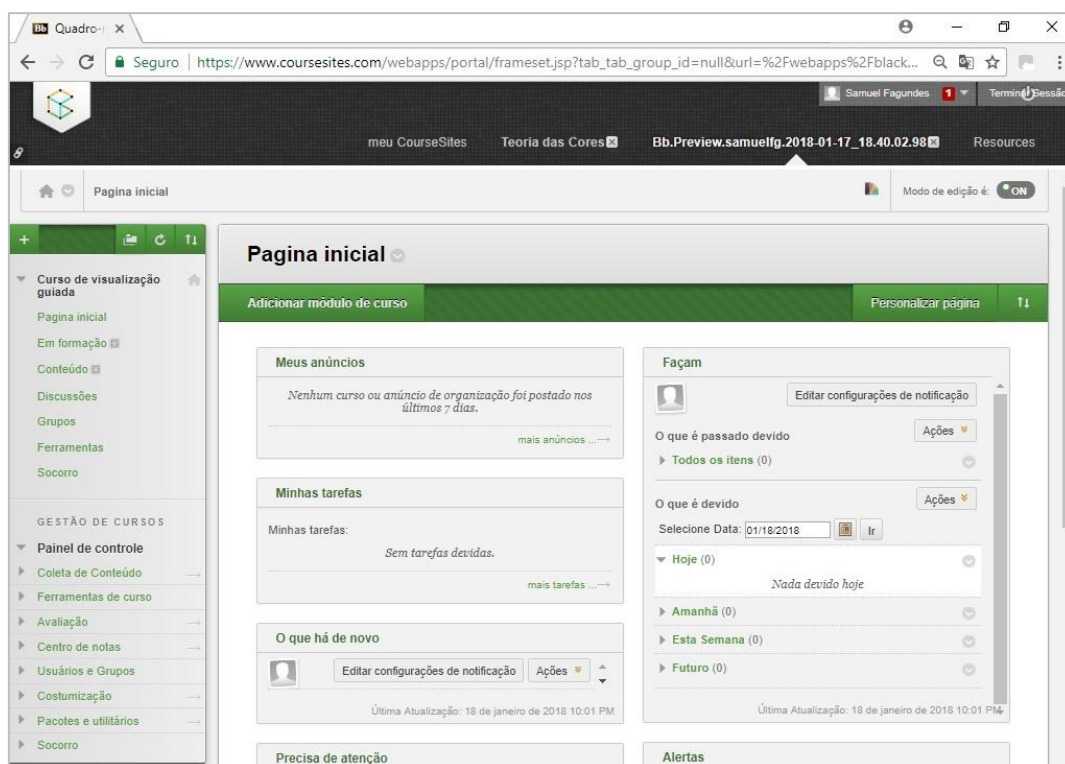 Bb Quadro-
Seguro https://www.coursesites.com/webapps/portal/frameset.jsp?tab_tab_group_id=null&url=%2Fwebapps%2Fblack...
Samuel Fagundes 1 Terminar Sessão
meu CourseSites Teoria das Cores Bb.Preview.samuelfg.2018-01-17_18.40.02.98 Resources
Pagina inicial Modo de edição é: ON
Curso de visualização
guiada
Pagina inicial
Em formação
Conteúdo
Discussões
Grupos
Ferramentas
Socorro
GESTÃO DE CURSOS
Painel de controle
Coleta de Conteúdo
Ferramentas de curso
Avaliação
Centro de notas
Usuários e Grupos
Costumização
Pacotes e utilitários
Socorro
Pagina inicial
Adicionar módulo de curso Personalizar página
Meus anúncios
Nenhum curso ou anúncio de organização foi postado nos
últimos 7 dias.
mais anúncios ...
Minhas tarefas
Minhas tarefas:
Sem tarefas devidas.
mais tarefas ...
O que há de novo
Editar configurações de notificação Ações
Última Atualização: 18 de janeiro de 2018 10:01 PM
Precisa de atenção
Façam
Editar configurações de notificação
O que é passado devido Ações
Todos os itens (0)
O que é devido Ações
Selecione Data: 01/18/2018 Ir
Hoje (0)
Nada devido hoje
Amanhã (0)
Esta Semana (0)
Futuro (0)
Última Atualização: 18 de janeiro de 2018 10:01 PM
Alertas